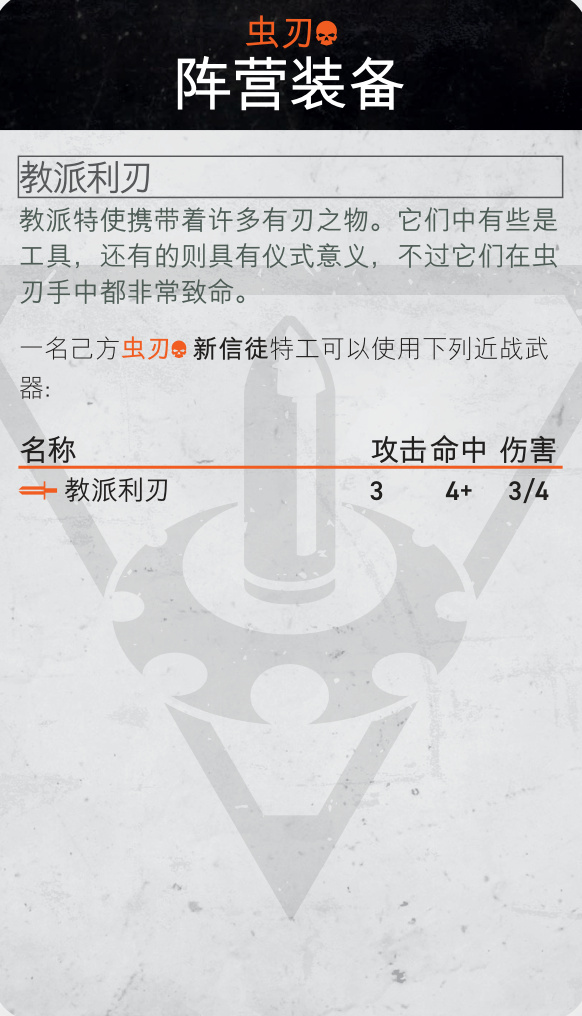 虫刃
阵营装备
教派利刃
教派特使携带着许多有刃之物。它们中有些是
工具，还有的则具有仪式意义，不过它们在虫
刃手中都非常致命。
一名己方虫刃 新信徒特工可以使用下列近战武
器:
名称 攻击 命中 伤害
教派利刃 3 4+ 3/4